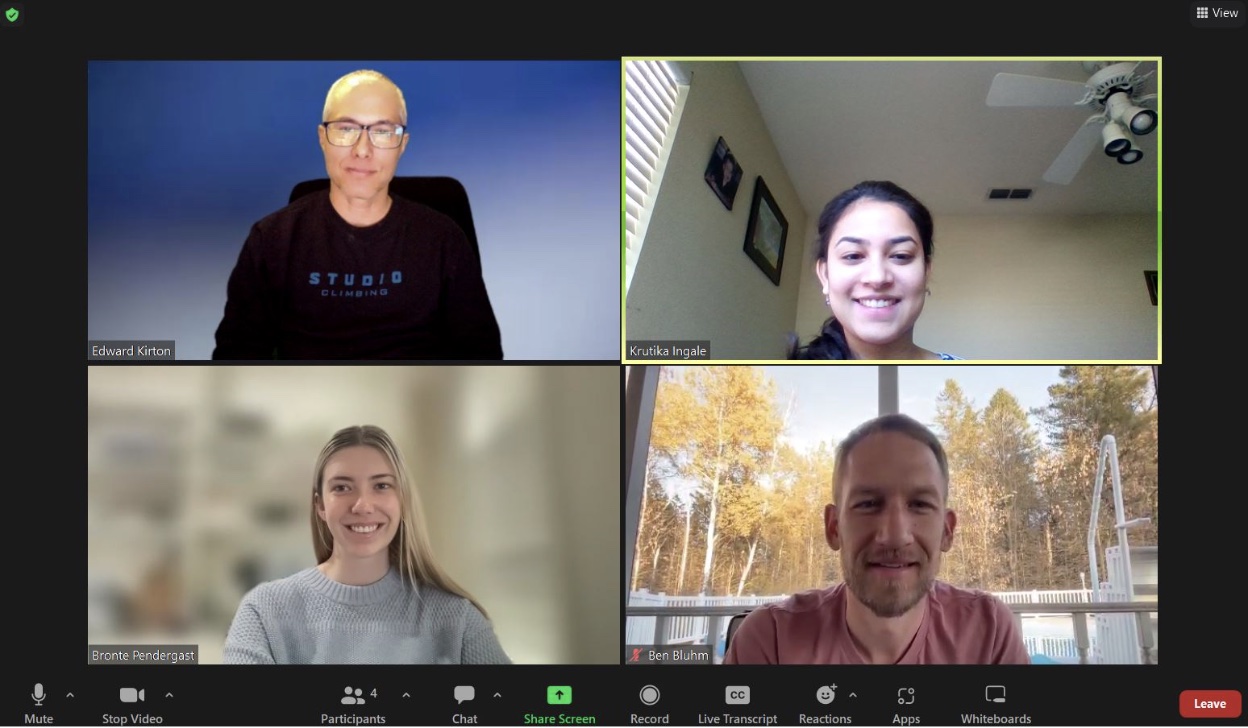 View
STUDIO
CLIMBING
Edward Kirton
Krutika Ingale
Bronte Pendergast
Ben Bluhm
4
CC
Mute
Stop Video
Participants
Chat
Share Screen
Record
Live Transcript
Reactions
Apps
Whiteboards
Leave